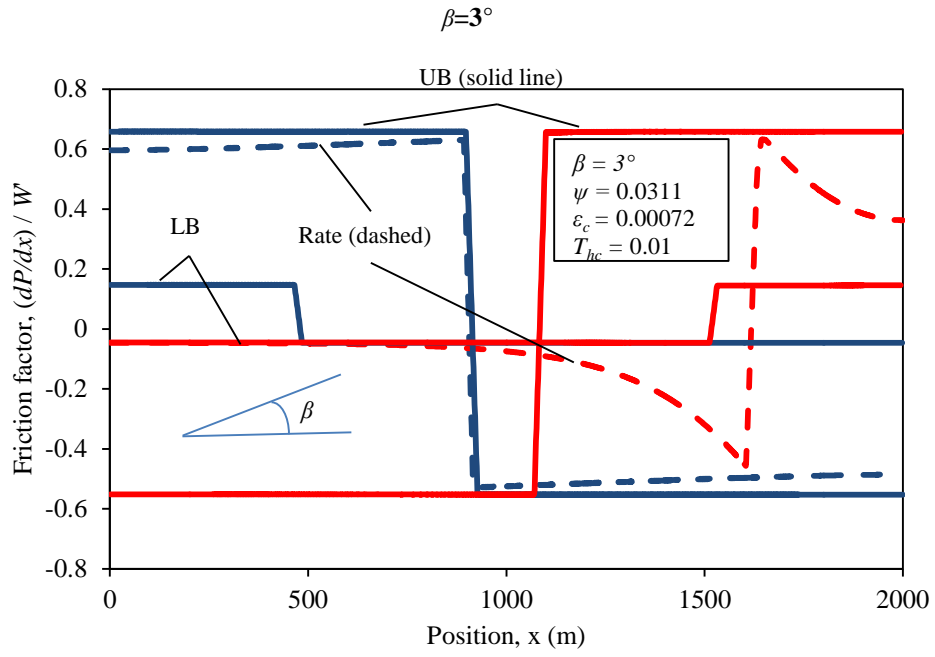 β=3°
UB (solid line)
0.8
0.6
0.4
0.2
0
-0.2
-0.4
-0.6
-0.8
Friction factor, (dP/dx) / W'
LB
Rate (dashed)
β = 3°
ψ = 0.0311
εc = 0.00072
Thc = 0.01
β
0
500
1000
1500
2000
Position, x (m)